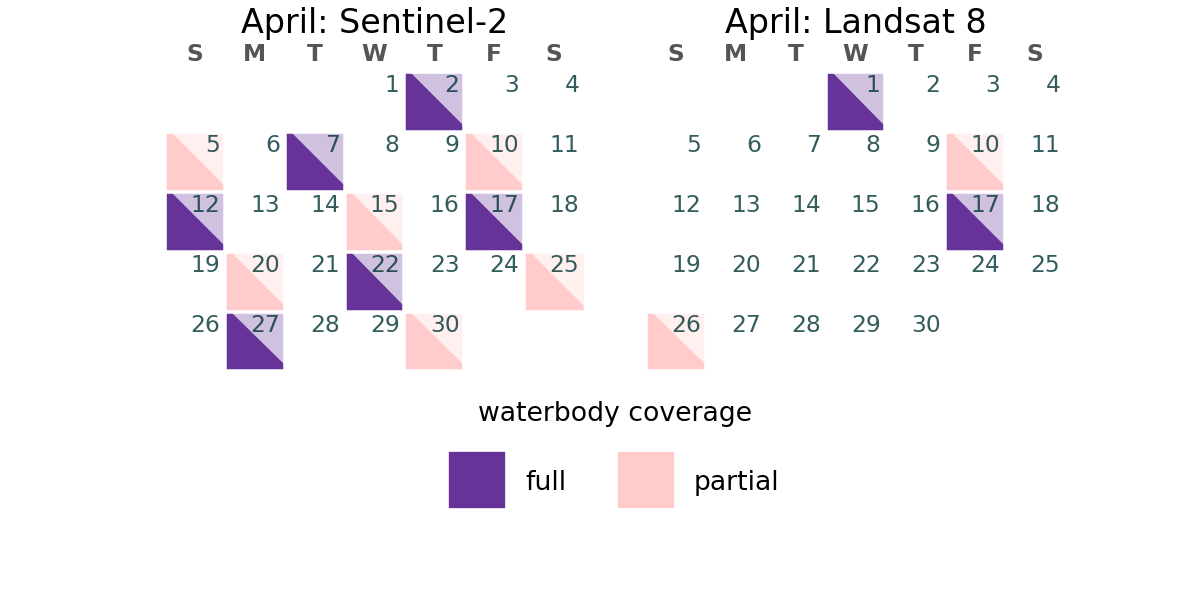 April: Sentinel-2
S M T W T F S
1 2 3 4
5 6 7 8 9 10 11
12 13 14 15 16 17 18
19 20 21 22 23 24 25
26 27 28 29 30
April: Landsat 8
S M T W T F S
1 2 3 4
5 6 7 8 9 10 11
12 13 14 15 16 17 18
19 20 21 22 23 24 25
26 27 28 29 30
waterbody coverage
full partial